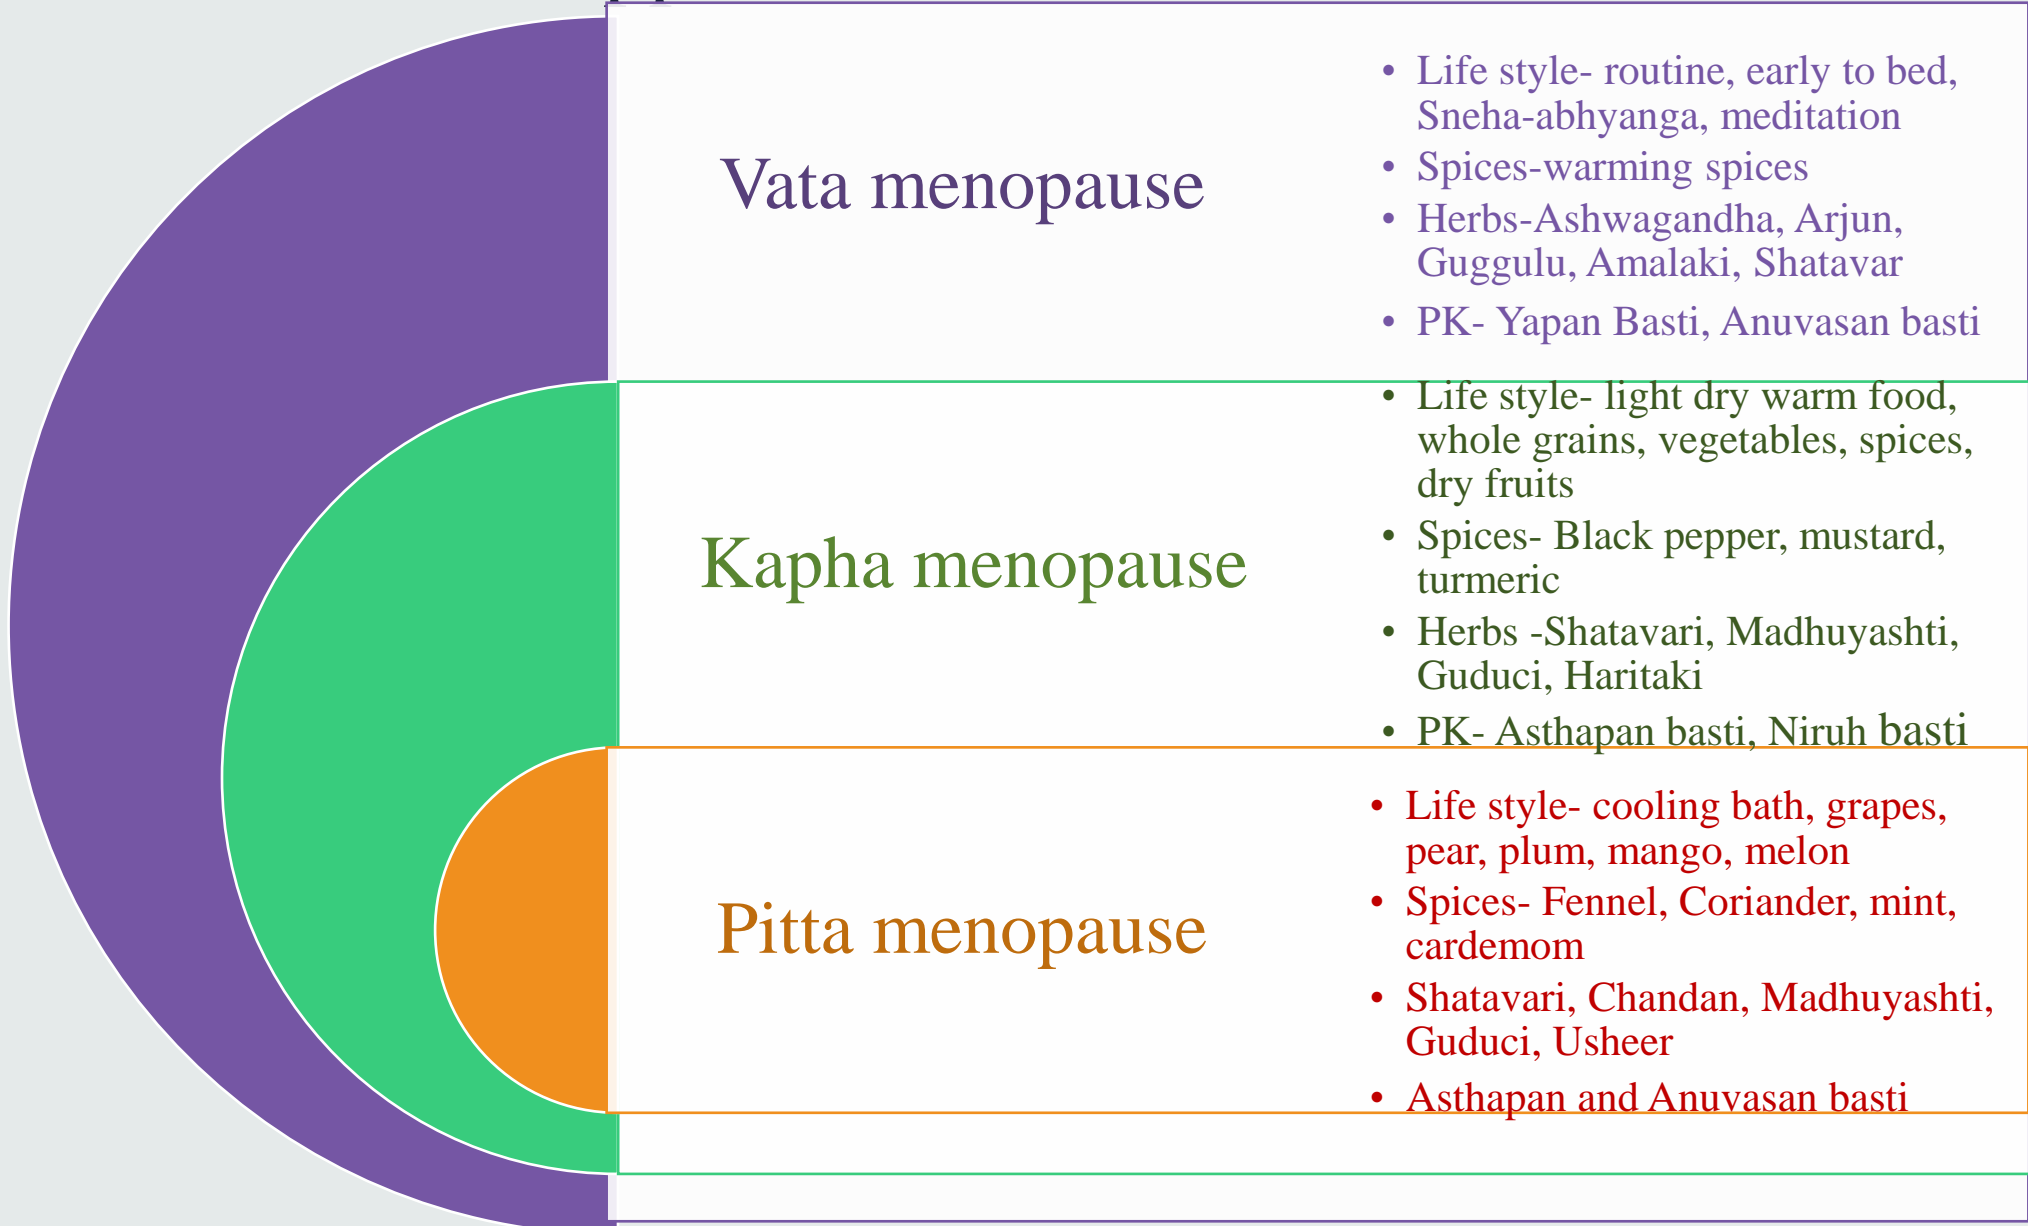 Vata menopause
• Life style- routine, early to bed,
Sneha-abhyanga, meditation
• Spices-warming spices
• Herbs-Ashwagandha, Arjun,
Guggulu, Amalaki, Shatavar
• PK- Yapan Basti, Anuvasan basti
Kapha menopause
• Life style- light dry warm food,
whole grains, vegetables, spices,
dry fruits
• Spices- Black pepper, mustard,
turmeric
• Herbs -Shatavari, Madhuyashti,
Guduci, Haritaki
• PK- Asthapan basti, Niruh basti
Pitta menopause
• Life style- cooling bath, grapes,
pear, plum, mango, melon
• Spices- Fennel, Coriander, mint,
cardemom
• Shatavari, Chandan, Madhuyashti,
Guduci, Usheer
• Asthapan and Anuvasan basti